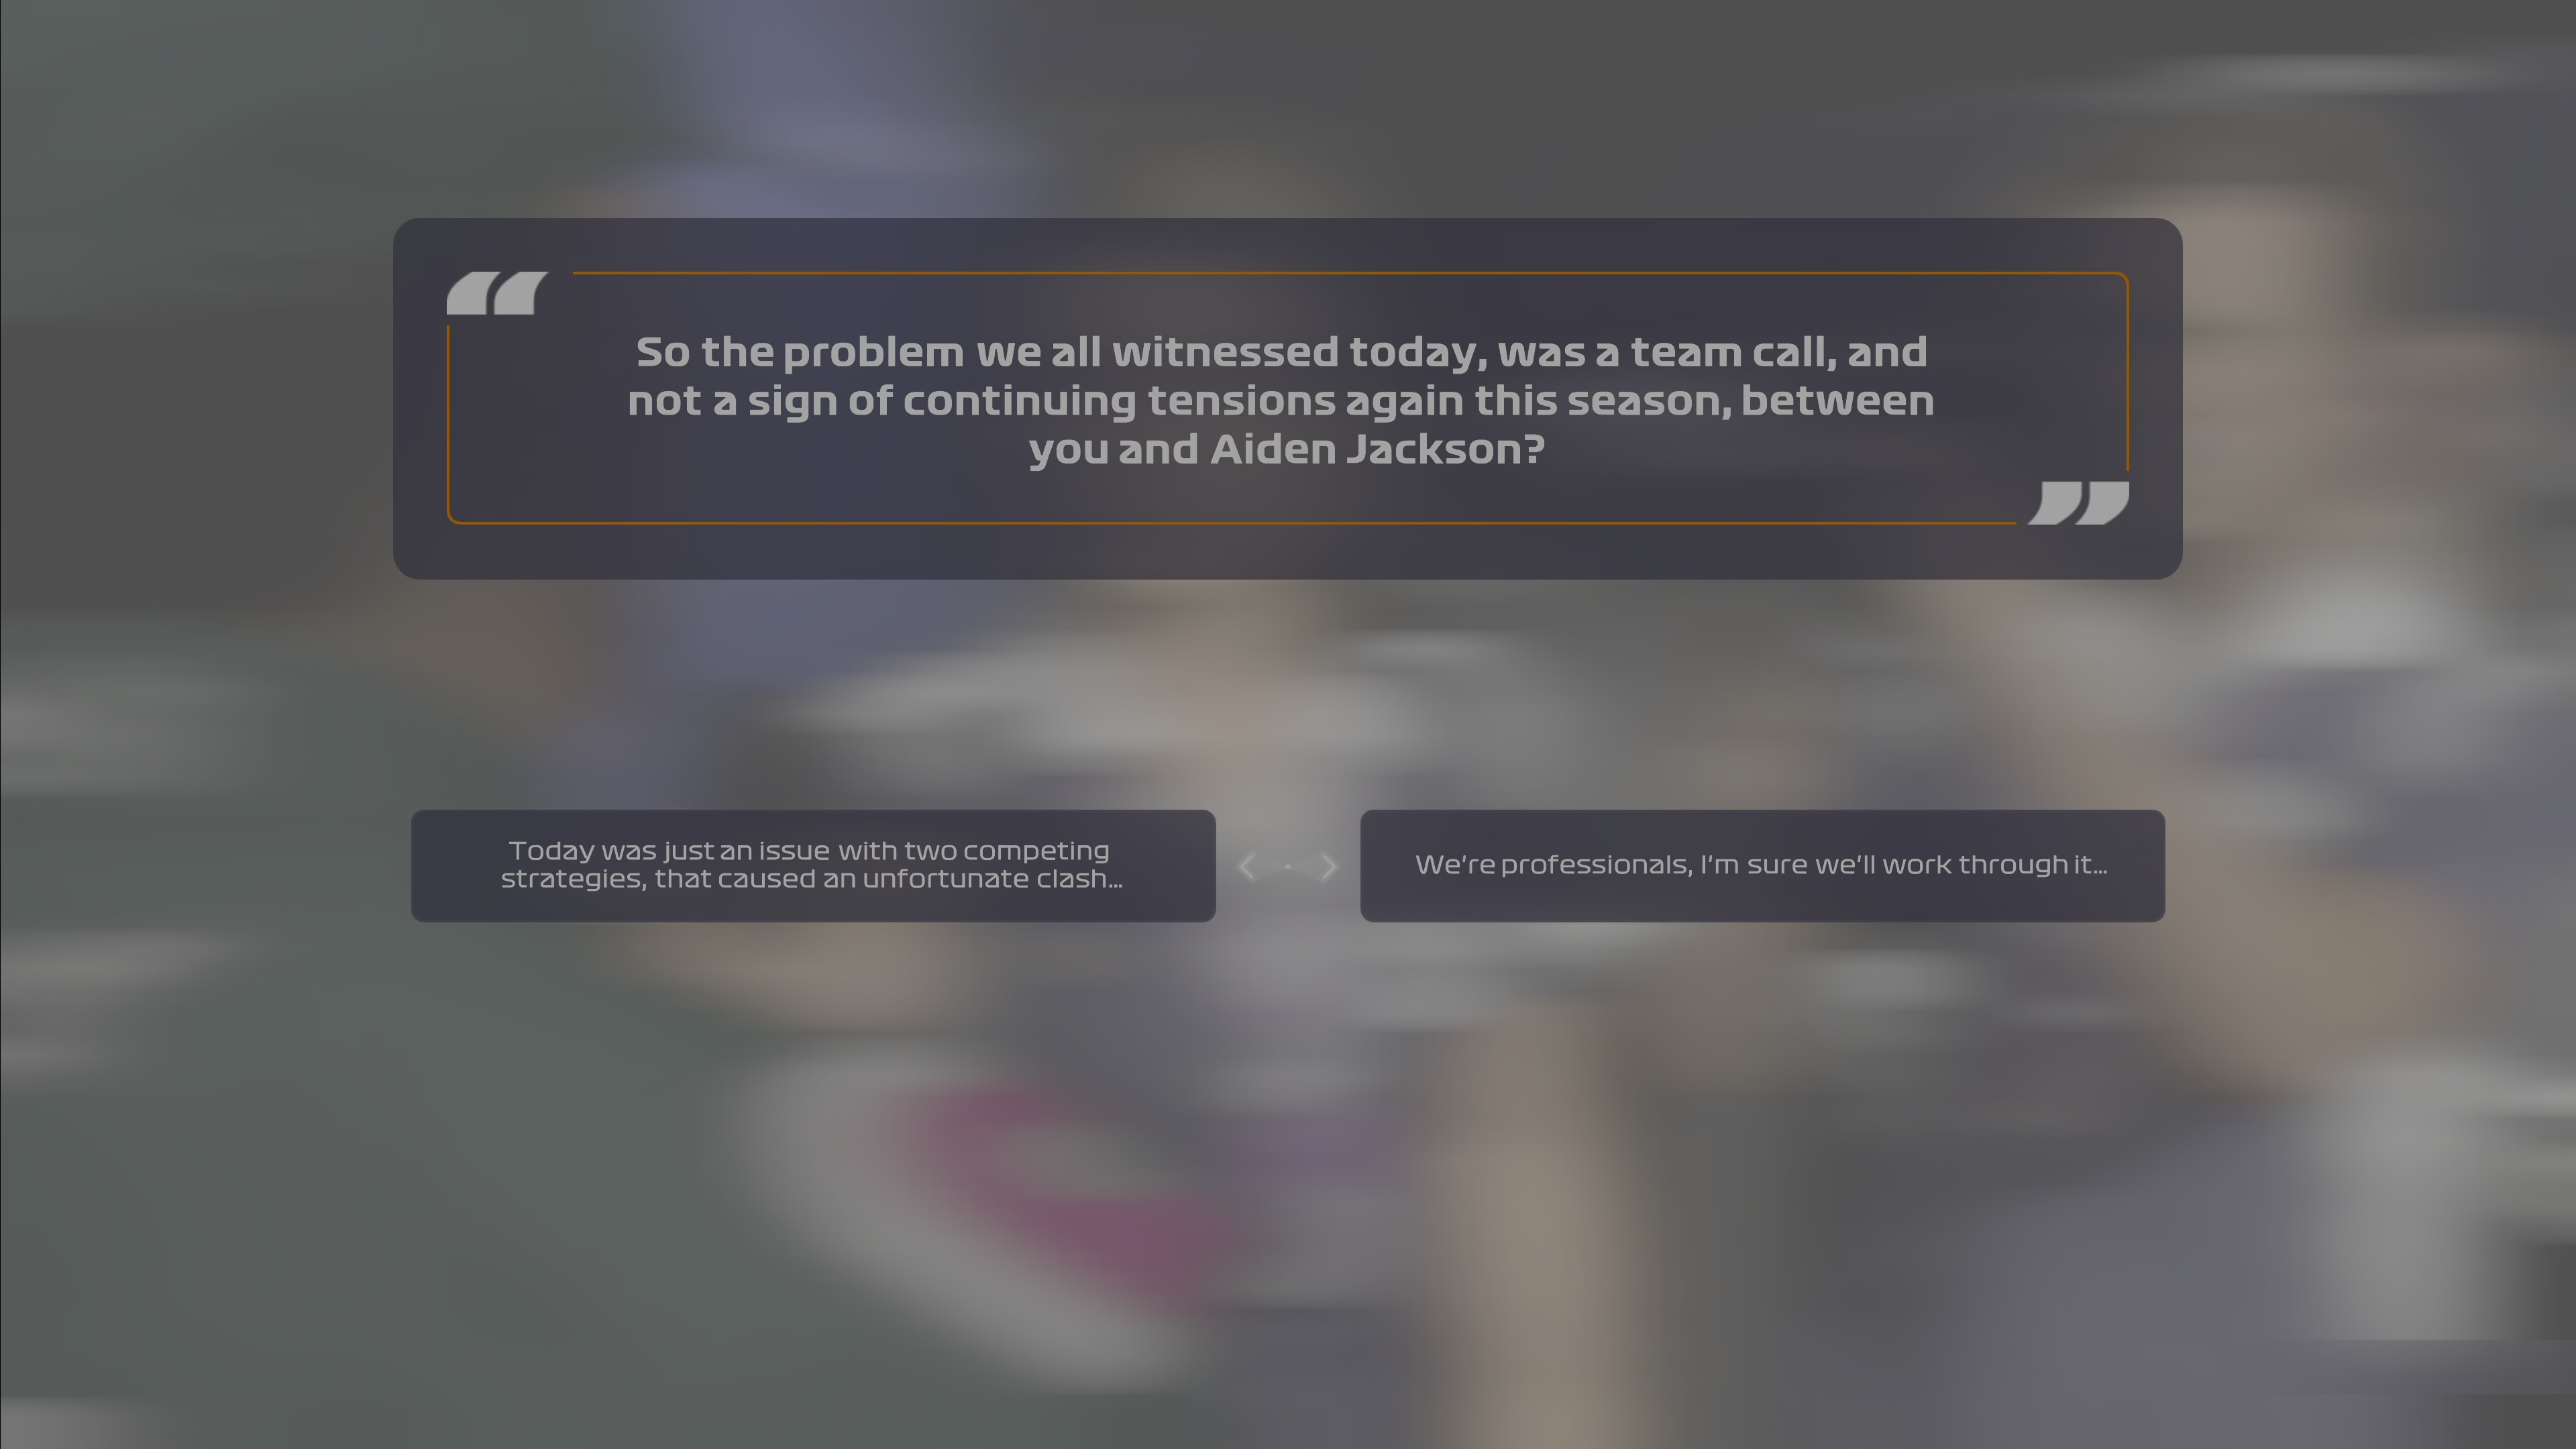 “
So the problem we all witnessed today, was a team call, and
not a sign of continuing tensions again this season, between
you and Aiden Jackson?
”
Today was just an issue with two competing
strategies, that caused an unfortunate clash...
We're professionals, I'm sure we'll work through it...